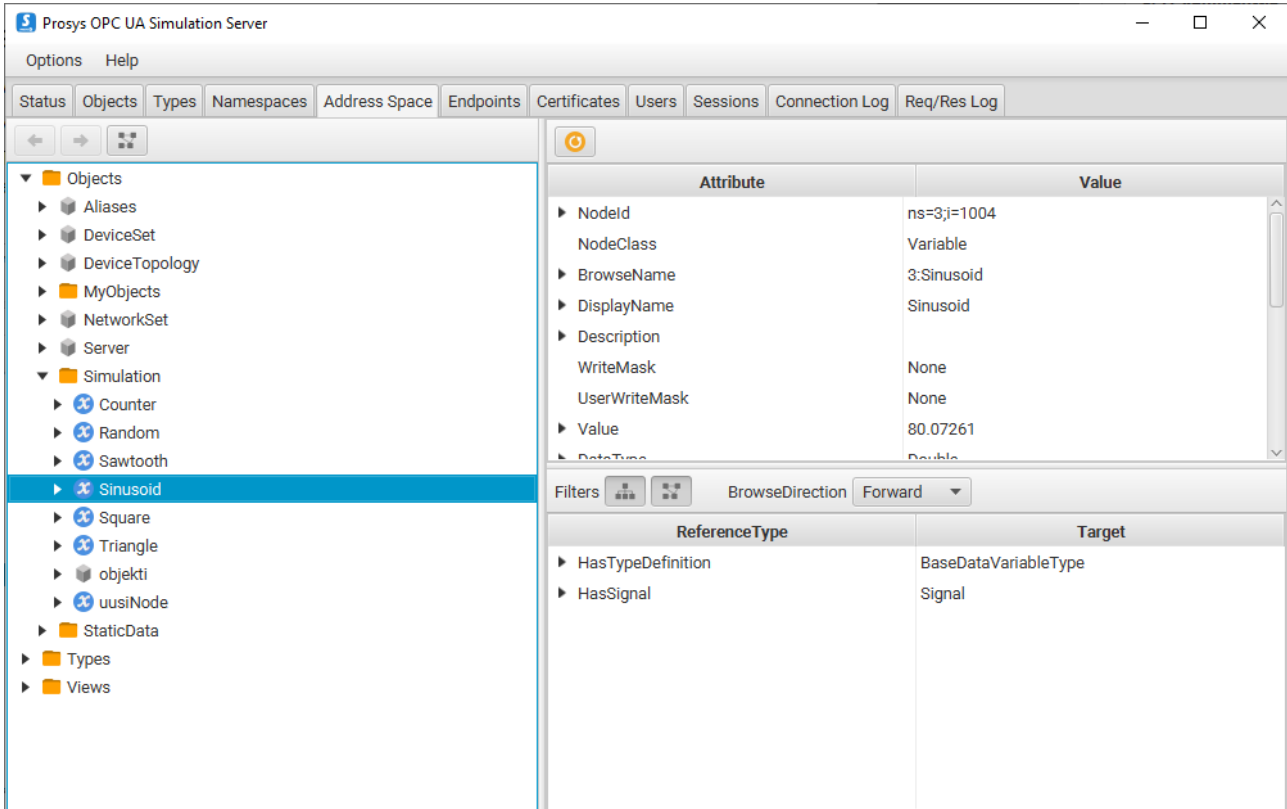 Prosys OPC UA Simulation Server
Options Help
Status Objects Types Namespaces Address Space Endpoints Certificates Users Sessions Connection Log Req/Res Log
Objects
Aliases
DeviceSet
DeviceTopology
MyObjects
NetworkSet
Server
Simulation
Counter
Random
Sawtooth
Sinusoid
Square
Triangle
objekti
uusiNode
StaticData
Types
Views
Attribute Value
NodeId ns=3;i=1004
NodeClass Variable
BrowseName 3:Sinusoid
DisplayName Sinusoid
Description
WriteMask None
UserWriteMask None
Value 80.07261
DataType Double
Filters BrowseDirection Forward
ReferenceType Target
HasTypeDefinition BaseDataVariableType
HasSignal Signal